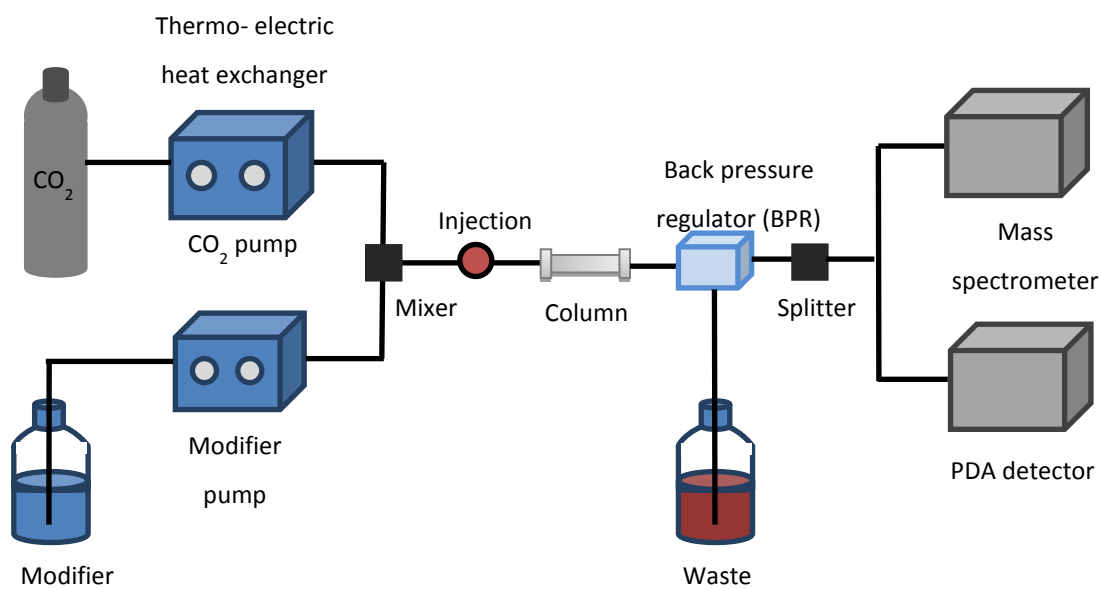 Thermo- electric
heat exchanger
CO₂
CO₂ pump
Injection
Mixer
Column
Back pressure
regulator (BPR)
Splitter
Mass
spectrometer
Modifier
pump
PDA detector
Modifier
Waste